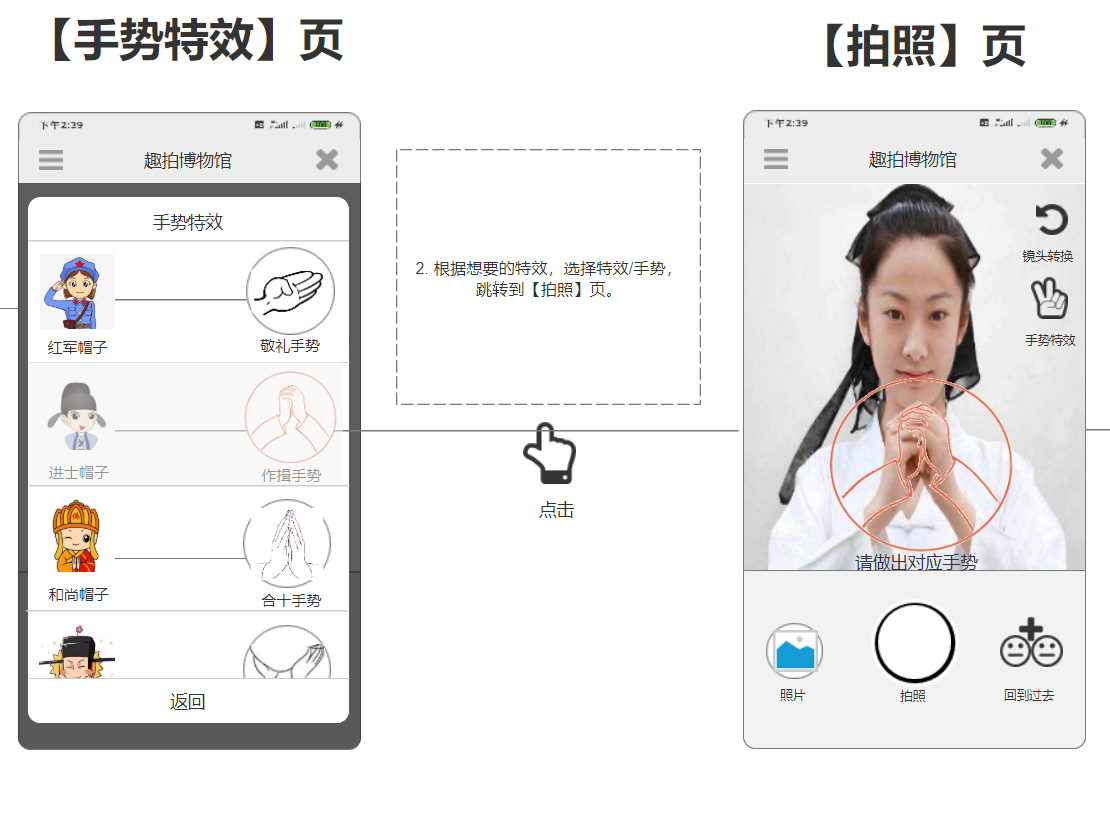 【手势特效】页
【拍照】页
下午2:39
趣拍博物馆
手势特效
红军帽子
敬礼手势
进士帽子
作揖手势
和尚帽子
合十手势
返回
2. 根据想要的特效，选择特效/手势，
跳转到【拍照】页。
点击
下午2:39
趣拍博物馆
镜头转换
手势特效
请做出对应手势
照片
拍照
回到过去